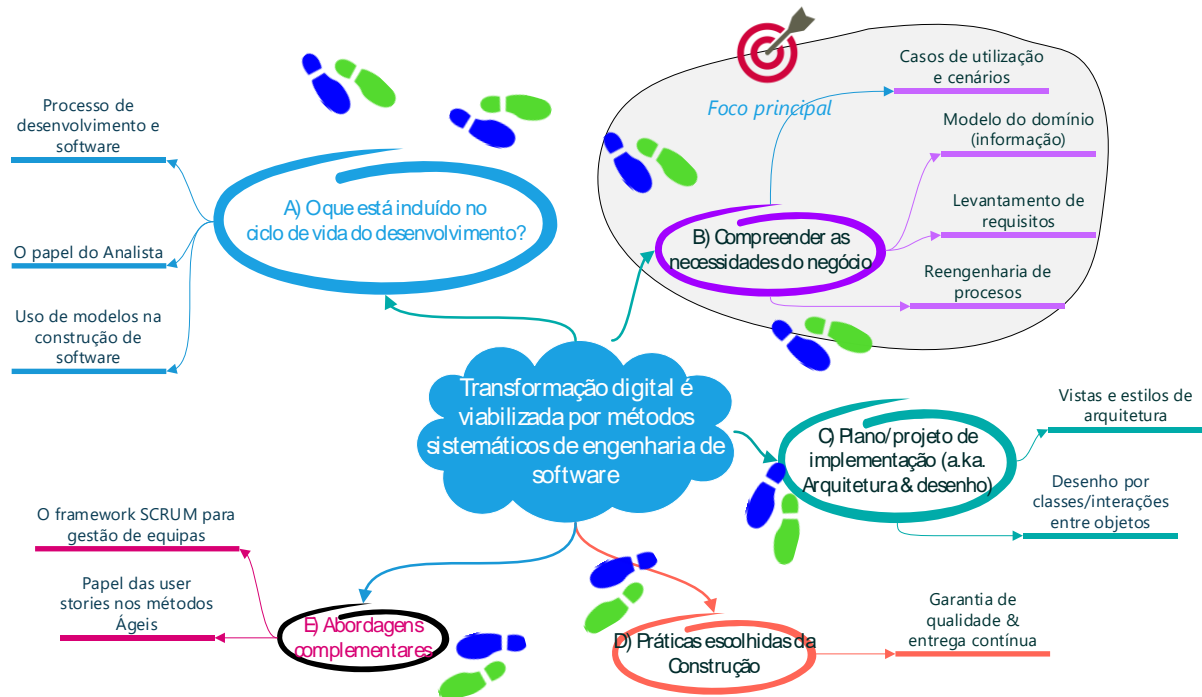 Processo de
desenvolvimento e
software
O papel do Analista
Uso de modelos na
construção de
software
A) O que está incluído no
ciclo de vida do desenvolvimento?
Foco principal
Casos de utilização
e cenários
Modelo do domínio
(informação)
Levantamento de
requisitos
Reengenharia de
processos
B) Compreender as
necessidades do negócio
Transformação digital é
viabilizada por métodos
sistemáticos de engenharia de
software
C) Plano/projeto de
implementação (a.k.a.
Arquitetura & desenho)
Vistas e estilos de
arquitetura
Desenho por
classes/interações
entre objetos
D) Práticas escolhidas da
Construção
Garantia de
qualidade &
entrega contínua
E) Abordagens
complementares
O framework SCRUM para
gestão de equipas
Papel das user
stories nos métodos
Ágeis